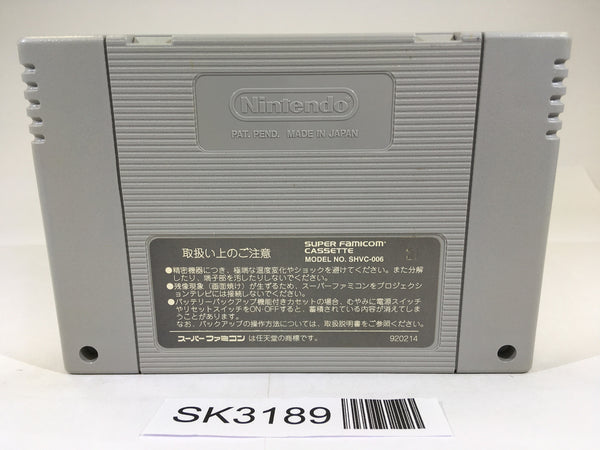 Nintendo
PAT. PEND. MADE IN JAPAN
取扱い上のご注意
SUPER FAMICOM
CASSETTE
MODEL NO. SHVC-006
●精密機器につき、極端な温度変化やショックを避けてください。また分解
したり、端子部を汚したりしないでください。
●残像現象（画面焼け）が生ずるため、スーパーファミコンをプロジェク
ションテレビには接続しないでください。
●バッテリーバックアップ機能付きカセットの場合、むやみに電源スイッチ
やリセットスイッチをON・OFFすると、蓄積されている内容が消えてしま
うことがあります。
なお、バックアップの操作方法については、取扱説明書をご参照ください。
スーパーファミコン は任天堂の商標です。
920214
SK3189